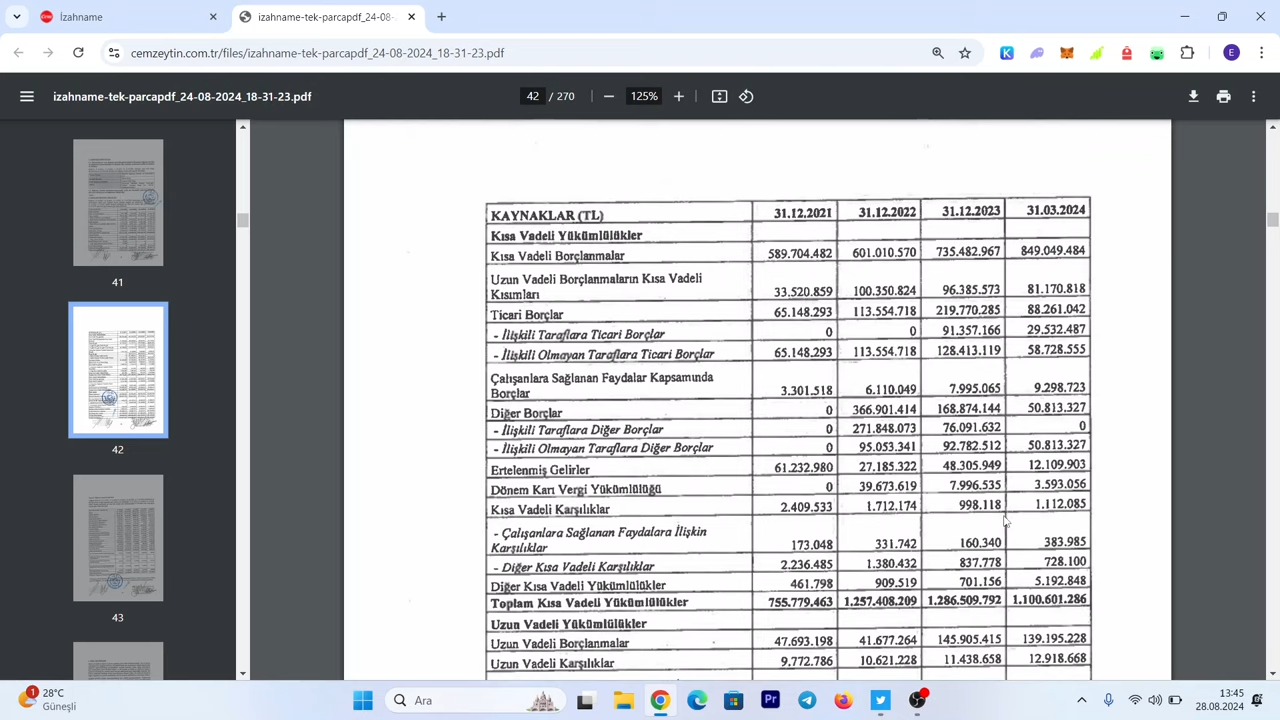 İzahname
izahname-tek-parcapdf_24-08-
cemzeytin.com.tr/files/izahname-tek-parcapdf_24-08-2024_18-31-23.pdf
K
E
izahname-tek-parcapdf_24-08-2024_18-31-23.pdf
42 / 270
125%
41
42
43
KAYNAKLAR (TL) 31.12.2021 31.12.2022 31.12.2023 31.03.2024
Kısa Vadeli Yükümlülükler
Kısa Vadeli Borçlanmalar 589.704.482 601.010.570 735.482.967 849.049.484
Uzun Vadeli Borçlanmaların Kısa Vadeli
Kısımları 33.520.859 100.350.824 96.385.573 81.170.818
Ticari Borçlar 65.148.293 113.554.718 219.770.285 88.261.042
- İlişkili Taraflara Ticari Borçlar 0 0 91.357.166 29.532.487
- İlişkili Olmayan Taraflara Ticari Borçlar 65.148.293 113.554.718 128.413.119 58.728.555
Çalışanlara Sağlanan Faydalar Kapsamında
Borçlar 3.301.518 6.110.049 7.995.065 9.298.723
Diğer Borçlar 0 366.901.414 168.874.144 50.813.327
- İlişkili Taraflara Diğer Borçlar 0 271.848.073 76.091.632 0
- İlişkili Olmayan Taraflara Diğer Borçlar 0 95.053.341 92.782.512 50.813.327
Ertelenmiş Gelirler 61.232.980 27.185.322 48.305.949 12.109.903
Dönem Karı Vergi Yükümlülüğü 0 39.673.619 7.996.535 3.593.056
Kısa Vadeli Karşılıklar 2.409.533 1.712.174 998.118 1.112.085
- Çalışanlara Sağlanan Faydalara İlişkin
Karşılıklar 173.048 331.742 160.340 383.985
- Diğer Kısa Vadeli Karşılıklar 2.236.485 1.380.432 837.778 728.100
Diğer Kısa Vadeli Yükümlülükler 461.798 909.519 701.156 5.192.848
Toplam Kısa Vadeli Yükümlülükler 755.779.463 1.257.408.209 1.286.509.792 1.100.601.286
Uzun Vadeli Yükümlülükler
Uzun Vadeli Borçlanmalar 47.693.198 41.677.264 145.905.415 139.195.228
Uzun Vadeli Karşılıklar 9.772.786 10.621.228 11.438.658 12.918.668
1
28°C
Güneşli
Ara
Pr
13:45
28.08.2024